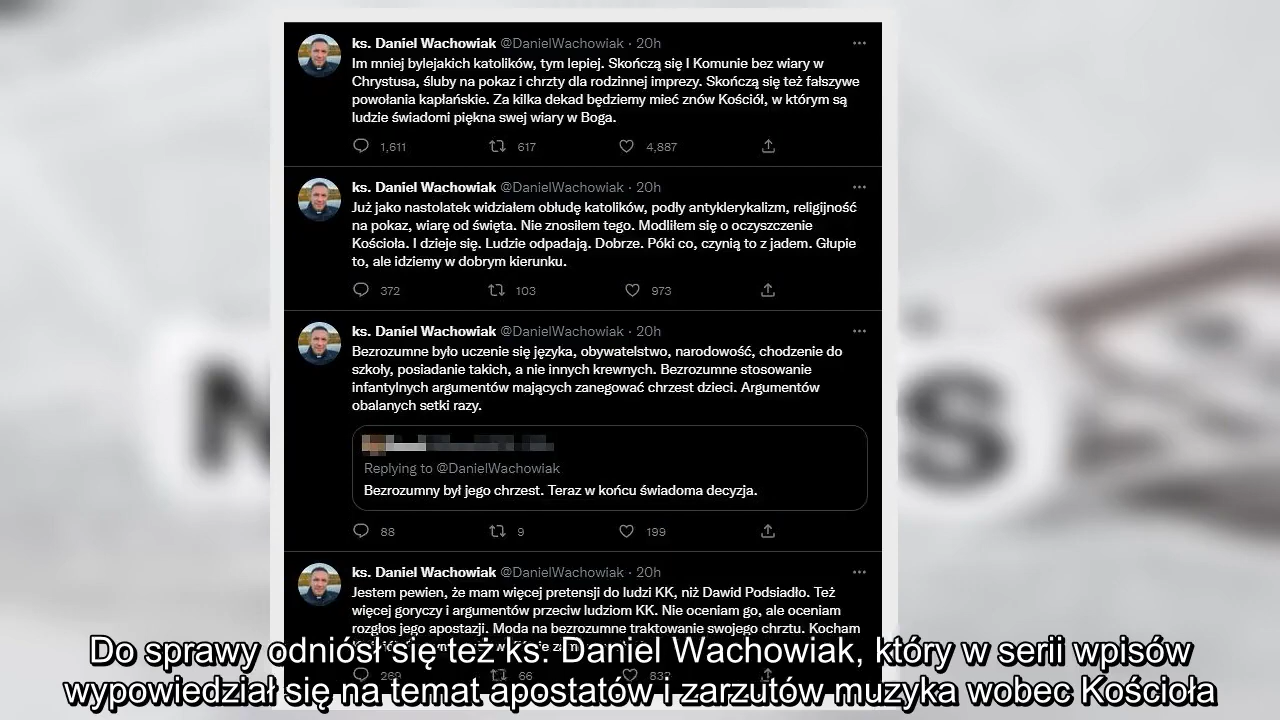 ks. Daniel Wachowiak @DanielWachowiak · 20h
Im mniej bylejakich katolików, tym lepiej. Skończą się I Komunie bez wiary w
Chrystusa, śluby na pokaz i chrzty dla rodzinnej imprezy. Skończą się też fałszywe
powołania kapłańskie. Za kilka dekad będziemy mieć znów Kościół, w którym są
ludzie świadomi piękna swej wiary w Boga.
1,611 617 4,887
ks. Daniel Wachowiak @DanielWachowiak · 20h
Już jako nastolatek widziałem obłudę katolików, podły antyklerykalizm, religijność
na pokaz, wiarę od święta. Nie znosiłem tego. Modliłem się o oczyszczenie
Kościoła. I dzieje się. Ludzie odpadają. Dobrze. Póki co, czynią to z jadem. Głupie
to, ale idziemy w dobrym kierunku.
372 103 973
ks. Daniel Wachowiak @DanielWachowiak · 20h
Bezrozumne było uczenie się języka, obywatelstwo, narodowość, chodzenie do
szkoły, posiadanie takich, a nie innych krewnych. Bezrozumne stosowanie
infantylnych argumentów mających zanegować chrzest dzieci. Argumentów
obalanych setki razy.
Replying to @DanielWachowiak
Bezrozumny był jego chrzest. Teraz w końcu świadoma decyzja.
88 9 199
ks. Daniel Wachowiak @DanielWachowiak · 20h
Jestem pewien, że mam więcej pretensji do ludzi KK, niż Dawid Podsiadło. Też
więcej goryczy i argumentów przeciw ludziom KK. Nie oceniam go, ale oceniam
rozgłos jego apostazji. Moda na bezrozumne traktowanie swojego chrztu. Kocham
66 832
Do sprawy odniósł się też ks. Daniel Wachowiak, który w serii wpisów
wypowiedział się na temat apostatów i zarzutów muzyka wobec Kościoła
N S